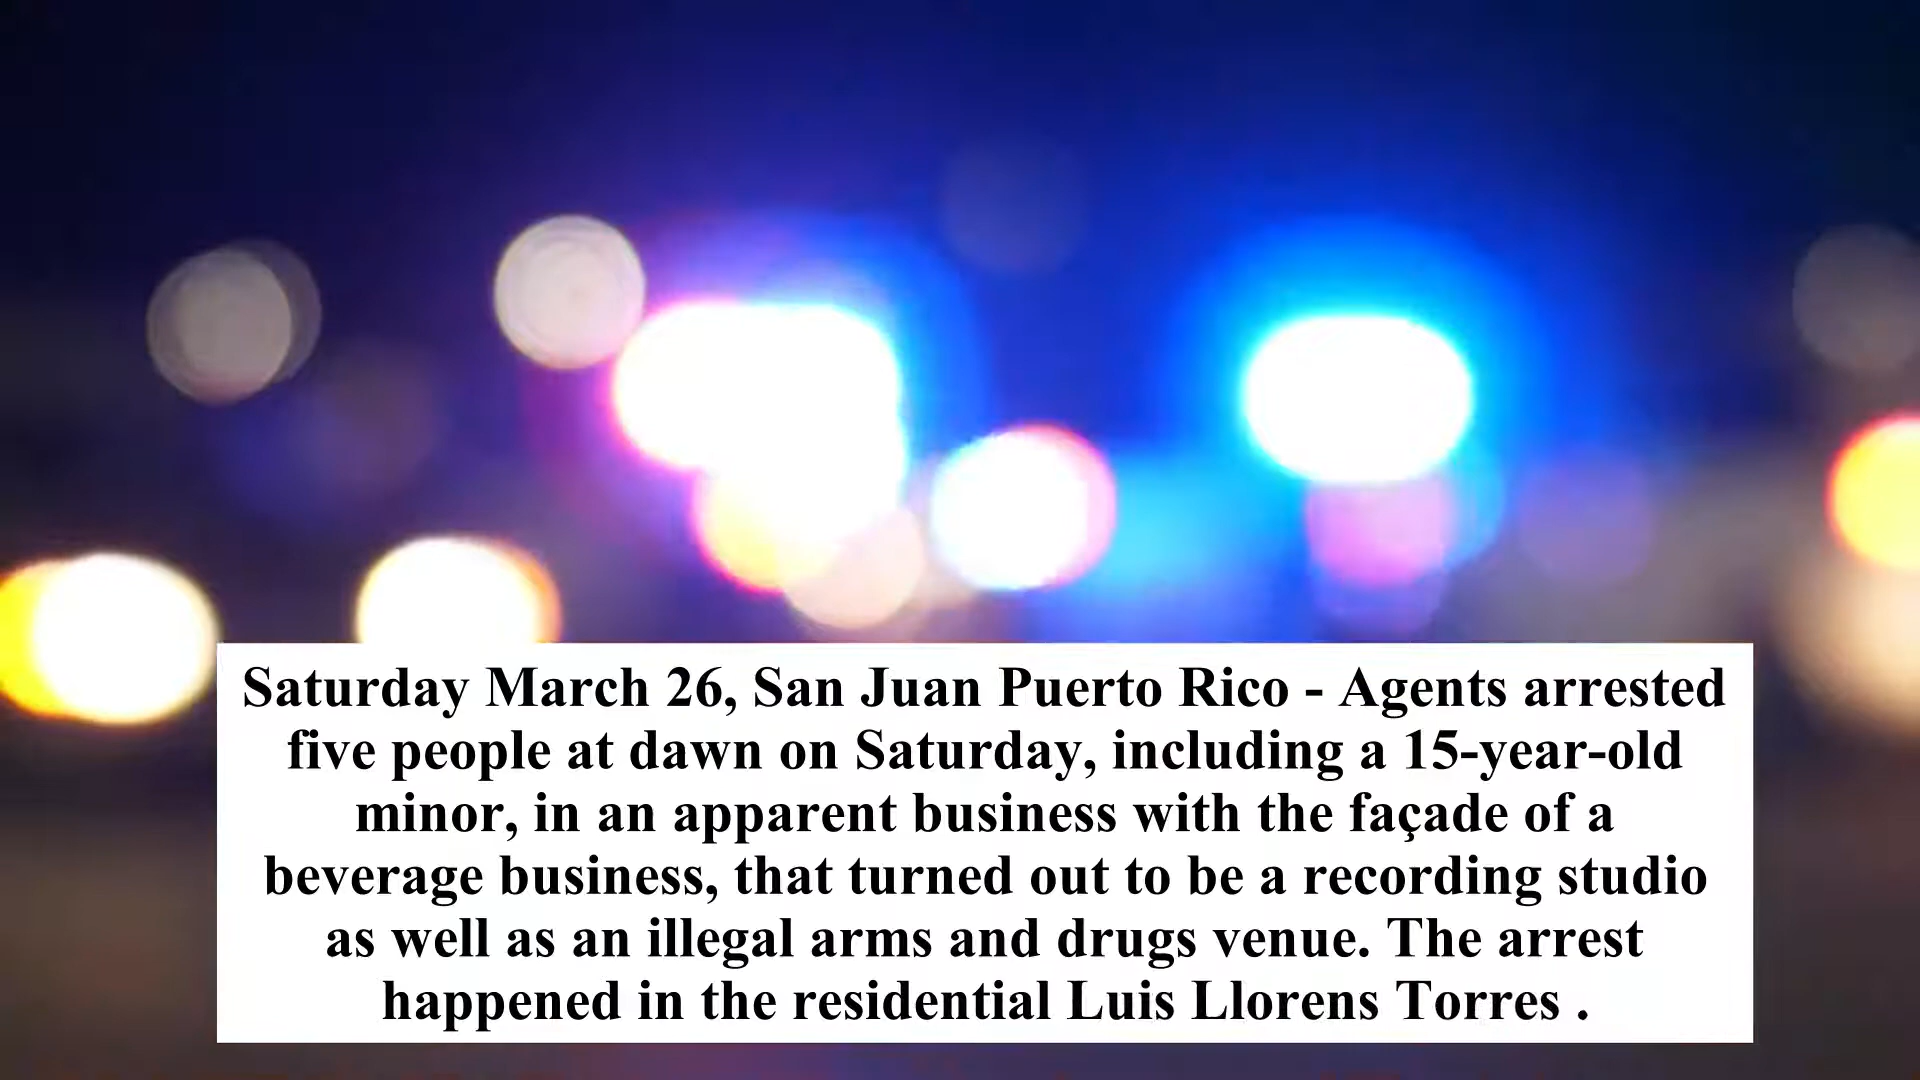 Saturday March 26, San Juan Puerto Rico - Agents arrested
five people at dawn on Saturday, including a 15-year-old
minor, in an apparent business with the façade of a
beverage business, that turned out to be a recording studio
as well as an illegal arms and drugs venue. The arrest
happened in the residential Luis Llorens Torres .